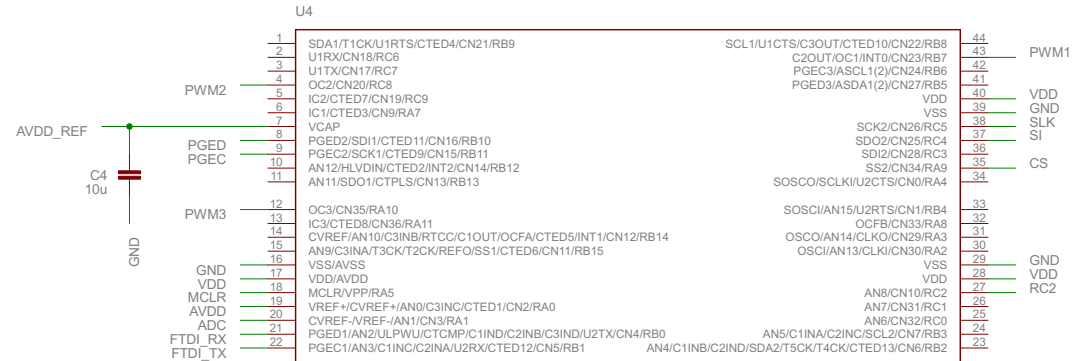 U4
1 SDA1/T1CK/U1RTS/CTED4/CN21/RB9 SCL1/U1CTS/C3OUT/CTED10/CN22/RB8 44
2 U1RX/CN18/RC6 C2OUT/OC1/INT0/CN23/RB7 43 PWM1
3 U1TX/CN17/RC7 PGEC3/ASCL1(2)/CN24/RB6 42
PWM2 4 OC2/CN20/RC8 PGED3/ASDA1(2)/CN27/RB5 41
5 IC2/CTED7/CN19/RC9 VDD 40 VDD
6 IC1/CTED3/CN9/RA7 VSS 39 GND
AVDD_REF 7 VCAP SCK2/CN26/RC5 38 SLK
PGED 8 PGED2/SDI1/CTED11/CN16/RB10 SDO2/CN25/RC4 37 SI
PGEC 9 PGEC2/SCK1/CTED9/CN15/RB11 SDI2/CN28/RC3 36
10 AN12/HLVDIN/CTED2/INT2/CN14/RB12 SS2/CN34/RA9 35 CS
C4 11 AN11/SDO1/CTPLS/CN13/RB13 SOSCO/SCLKI/U2CTS/CN0/RA4 34
10u
PWM3 12 OC3/CN35/RA10 SOSCI/AN15/U2RTS/CN1/RB4 33
13 IC3/CTED8/CN36/RA11 OCFB/CN33/RA8 32
14 CVREF/AN10/C3INB/RTCC/C1OUT/OCFA/CTED5/INT1/CN12/RB14 OSCO/AN14/CLKO/CN29/RA3 31
GND 15 AN9/C3INA/T3CK/T2CK/REFO/SS1/CTED6/CN11/RB15 OSCI/AN13/CLKI/CN30/RA2 30
GND 16 VSS/AVSS VSS 29 GND
VDD 17 VDD/AVDD VDD 28 VDD
MCLR 18 MCLR/VPP/RA5 AN8/CN10/RC2 27 RC2
AVDD 19 VREF+/CVREF+/AN0/C3INC/CTED1/CN2/RA0 AN7/CN31/RC1 26
ADC 20 CVREF-/VREF-/AN1/CN3/RA1 AN6/CN32/RC0 25
FTDI_RX 21 PGED1/AN2/ULPWU/CTCMP/C1IND/C2INB/C3IND/U2TX/CN4/RB0 AN5/C1INA/C2INC/SCL2/CN7/RB3 24
FTDI_TX 22 PGEC1/AN3/C1INC/C2INA/U2RX/CTED12/CN5/RB1 AN4/C1INB/C2IND/SDA2/T5CK/T4CK/CTED13/CN6/RB2 23